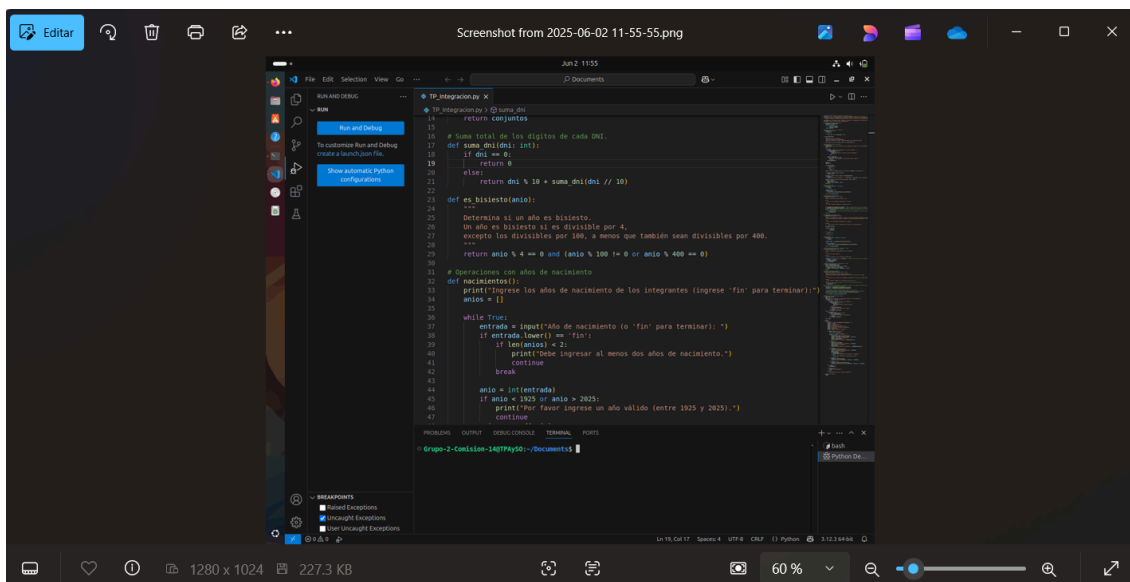 Editar
Screenshot from 2025-06-02 11-55-55.png
Jun 2 11:55
File Edit Selection View Go ...
Documents
RUN AND DEBUG ...
RUN
Run and Debug
To customize Run and Debug
create a launch.json file.
Show automatic Python
configurations
TP_Integracion.py
TP_Integracion.py > suma_dni
14 return conjuntos
15
16 # Suma total de los digitos de cada DNI.
17 def suma_dni(dni: int):
18 if dni == 0:
19 return 0
20 else:
21 return dni % 10 + suma_dni(dni // 10)
22
23 def es_bisiesto(anio):
24 """
25 Determina si un año es bisiesto.
26 Un año es bisiesto si es divisible por 4,
27 excepto los divisibles por 100, a menos que también sean divisibles por 400.
28 """
29 return anio % 4 == 0 and (anio % 100 != 0 or anio % 400 == 0)
30
31 # Operaciones con años de nacimiento
32 def nacimientos():
33 print("Ingrese los años de nacimiento de los integrantes (ingrese 'fin' para terminar):")
34 anios = []
35
36 while True:
37 entrada = input("Año de nacimiento (o 'fin' para terminar): ")
38 if entrada.lower() == 'fin':
39 if len(anios) < 2:
40 print("Debe ingresar al menos dos años de nacimiento.")
41 continue
42 break
43
44 anio = int(entrada)
45 if anio < 1925 or anio > 2025:
46 print("Por favor ingrese un año válido (entre 1925 y 2025).")
47 continue
PROBLEMS OUTPUT DEBUG CONSOLE TERMINAL PORTS
Grupo-2-Comision-14@TPAySO:~/Documents$
bash
Python De...
BREAKPOINTS
Raised Exceptions
Uncaught Exceptions
User Uncaught Exceptions
0 0
Ln 19, Col 17 Spaces: 4 UTF-8 CRLF {} Python 3.12.3 64-bit
1280 x 1024 227.3 KB
60 %